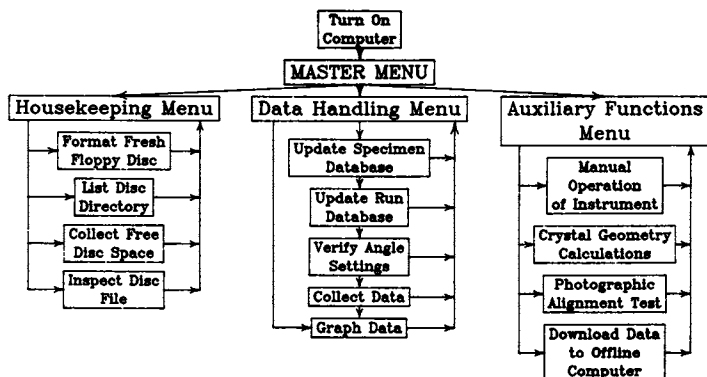 Turn On
Computer
MASTER MENU
Housekeeping Menu
Format Fresh
Floppy Disc
List Disc
Directory
Collect Free
Disc Space
Inspect Disc
File
Data Handling Menu
Update Specimen
Database
Update Run
Database
Verify Angle
Settings
Collect Data
Graph Data
Auxiliary Functions
Menu
Manual
Operation
of Instrument
Crystal Geometry
Calculations
Photographic
Alignment Test
Download Data
to Offline
Computer